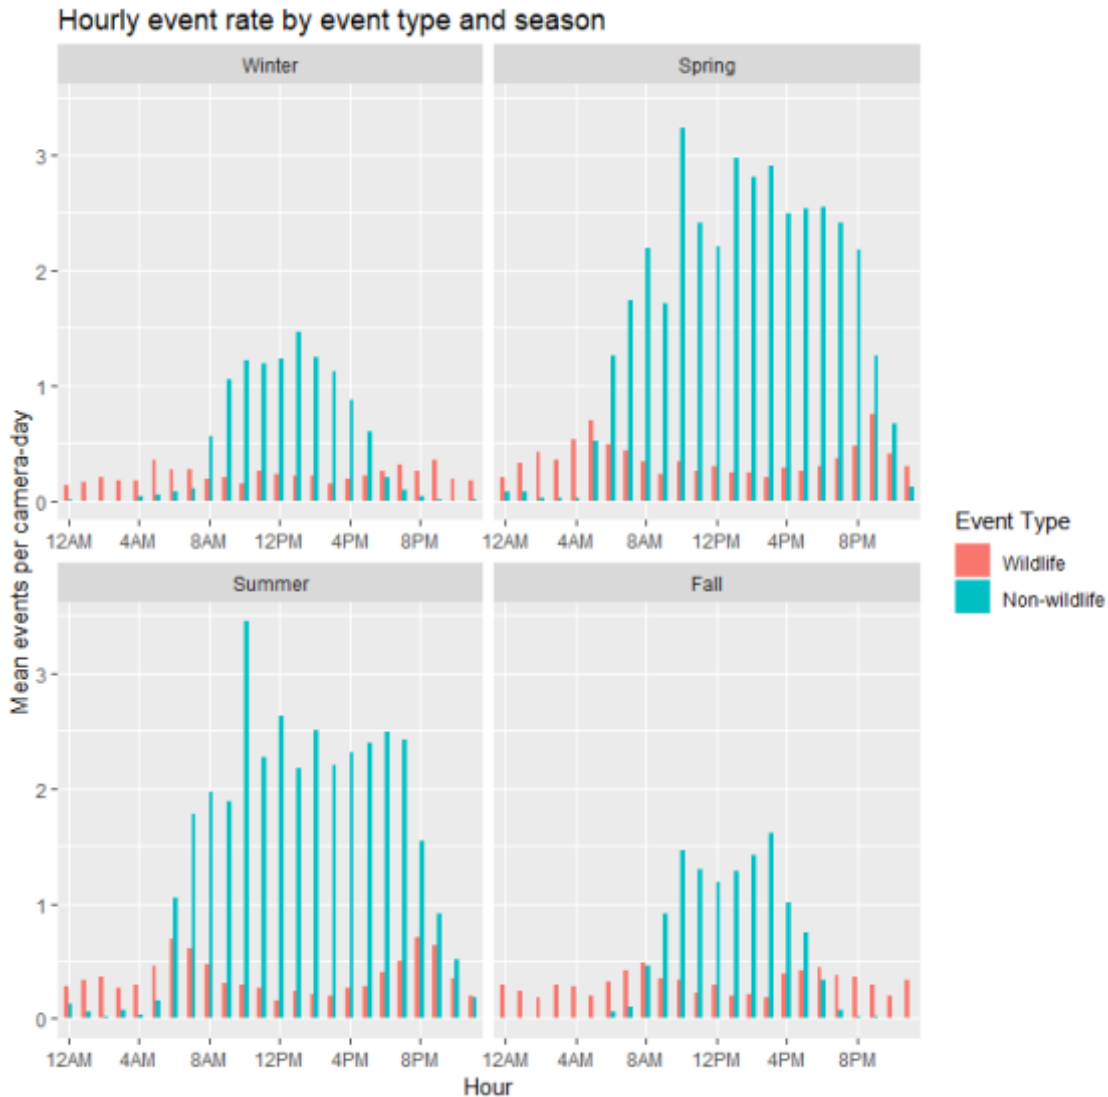 Hourly event rate by event type and season
Winter
Spring
3
2
1
0
12AM 4AM 8AM 12PM 4PM 8PM
12AM 4AM 8AM 12PM 4PM 8PM
Summer
Fall
3
2
1
0
12AM 4AM 8AM 12PM 4PM 8PM
12AM 4AM 8AM 12PM 4PM 8PM
Mean events per camera-day
Hour
Event Type
Wildlife
Non-wildlife